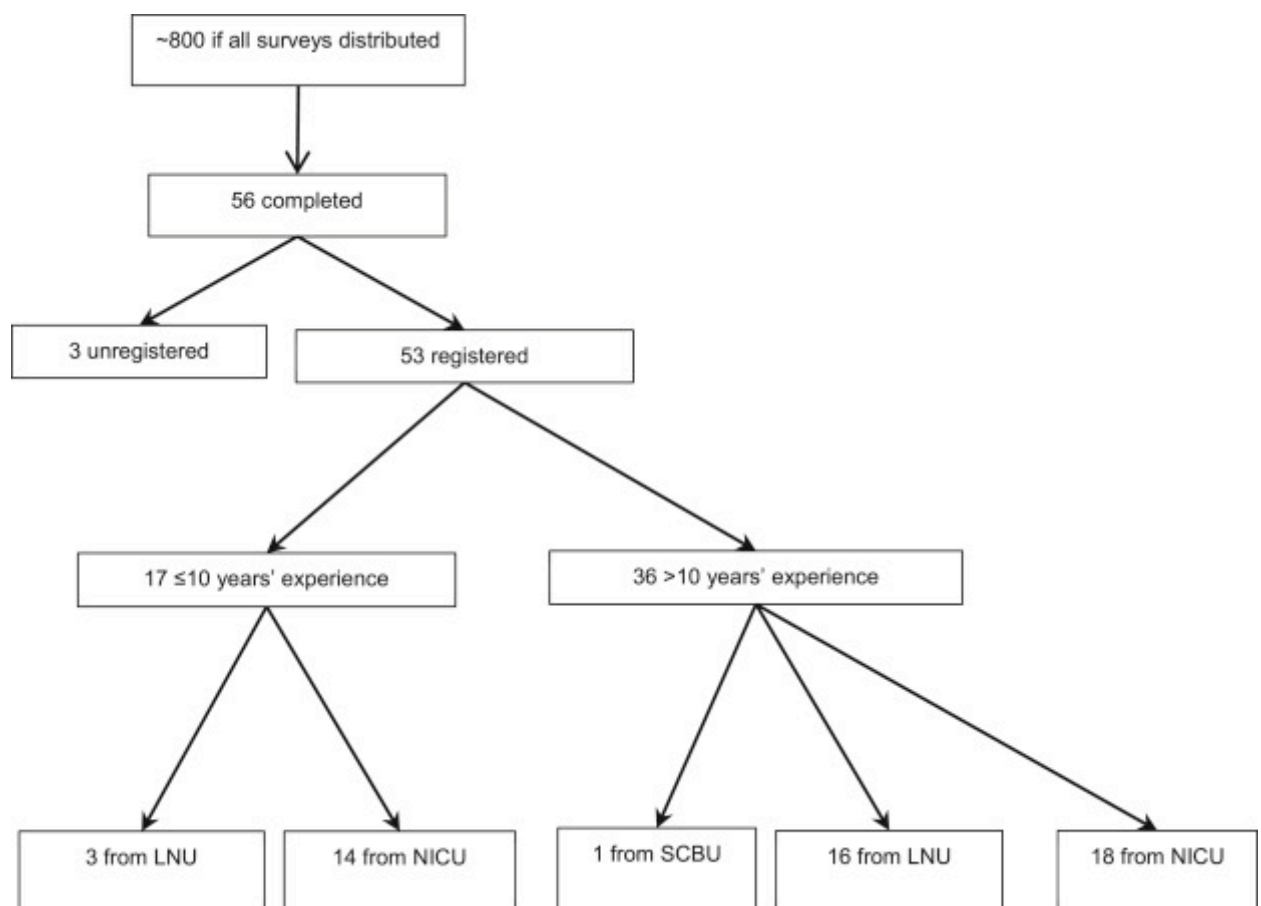 ~800 if all surveys distributed
56 completed
3 unregistered
53 registered
17 ≤10 years’ experience
36 >10 years’ experience
3 from LNU
14 from NICU
1 from SCBU
16 from LNU
18 from NICU